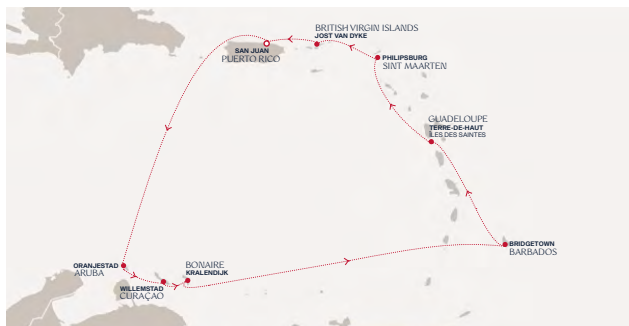 BRITISH VIRGIN ISLANDS
JOST VAN DYKE
SAN JUAN
PUERTO RICO
PHILIPSBURG
SINT MAARTEN
GUADELOUPE
TERRE-DE-HAUT
ÎLES DES SAINTES
BRIDGETOWN
BARBADOS
BONAIRE
KRALENDIJK
ORANJESTAD
ARUBA
WILLEMSTAD
CURAÇAO